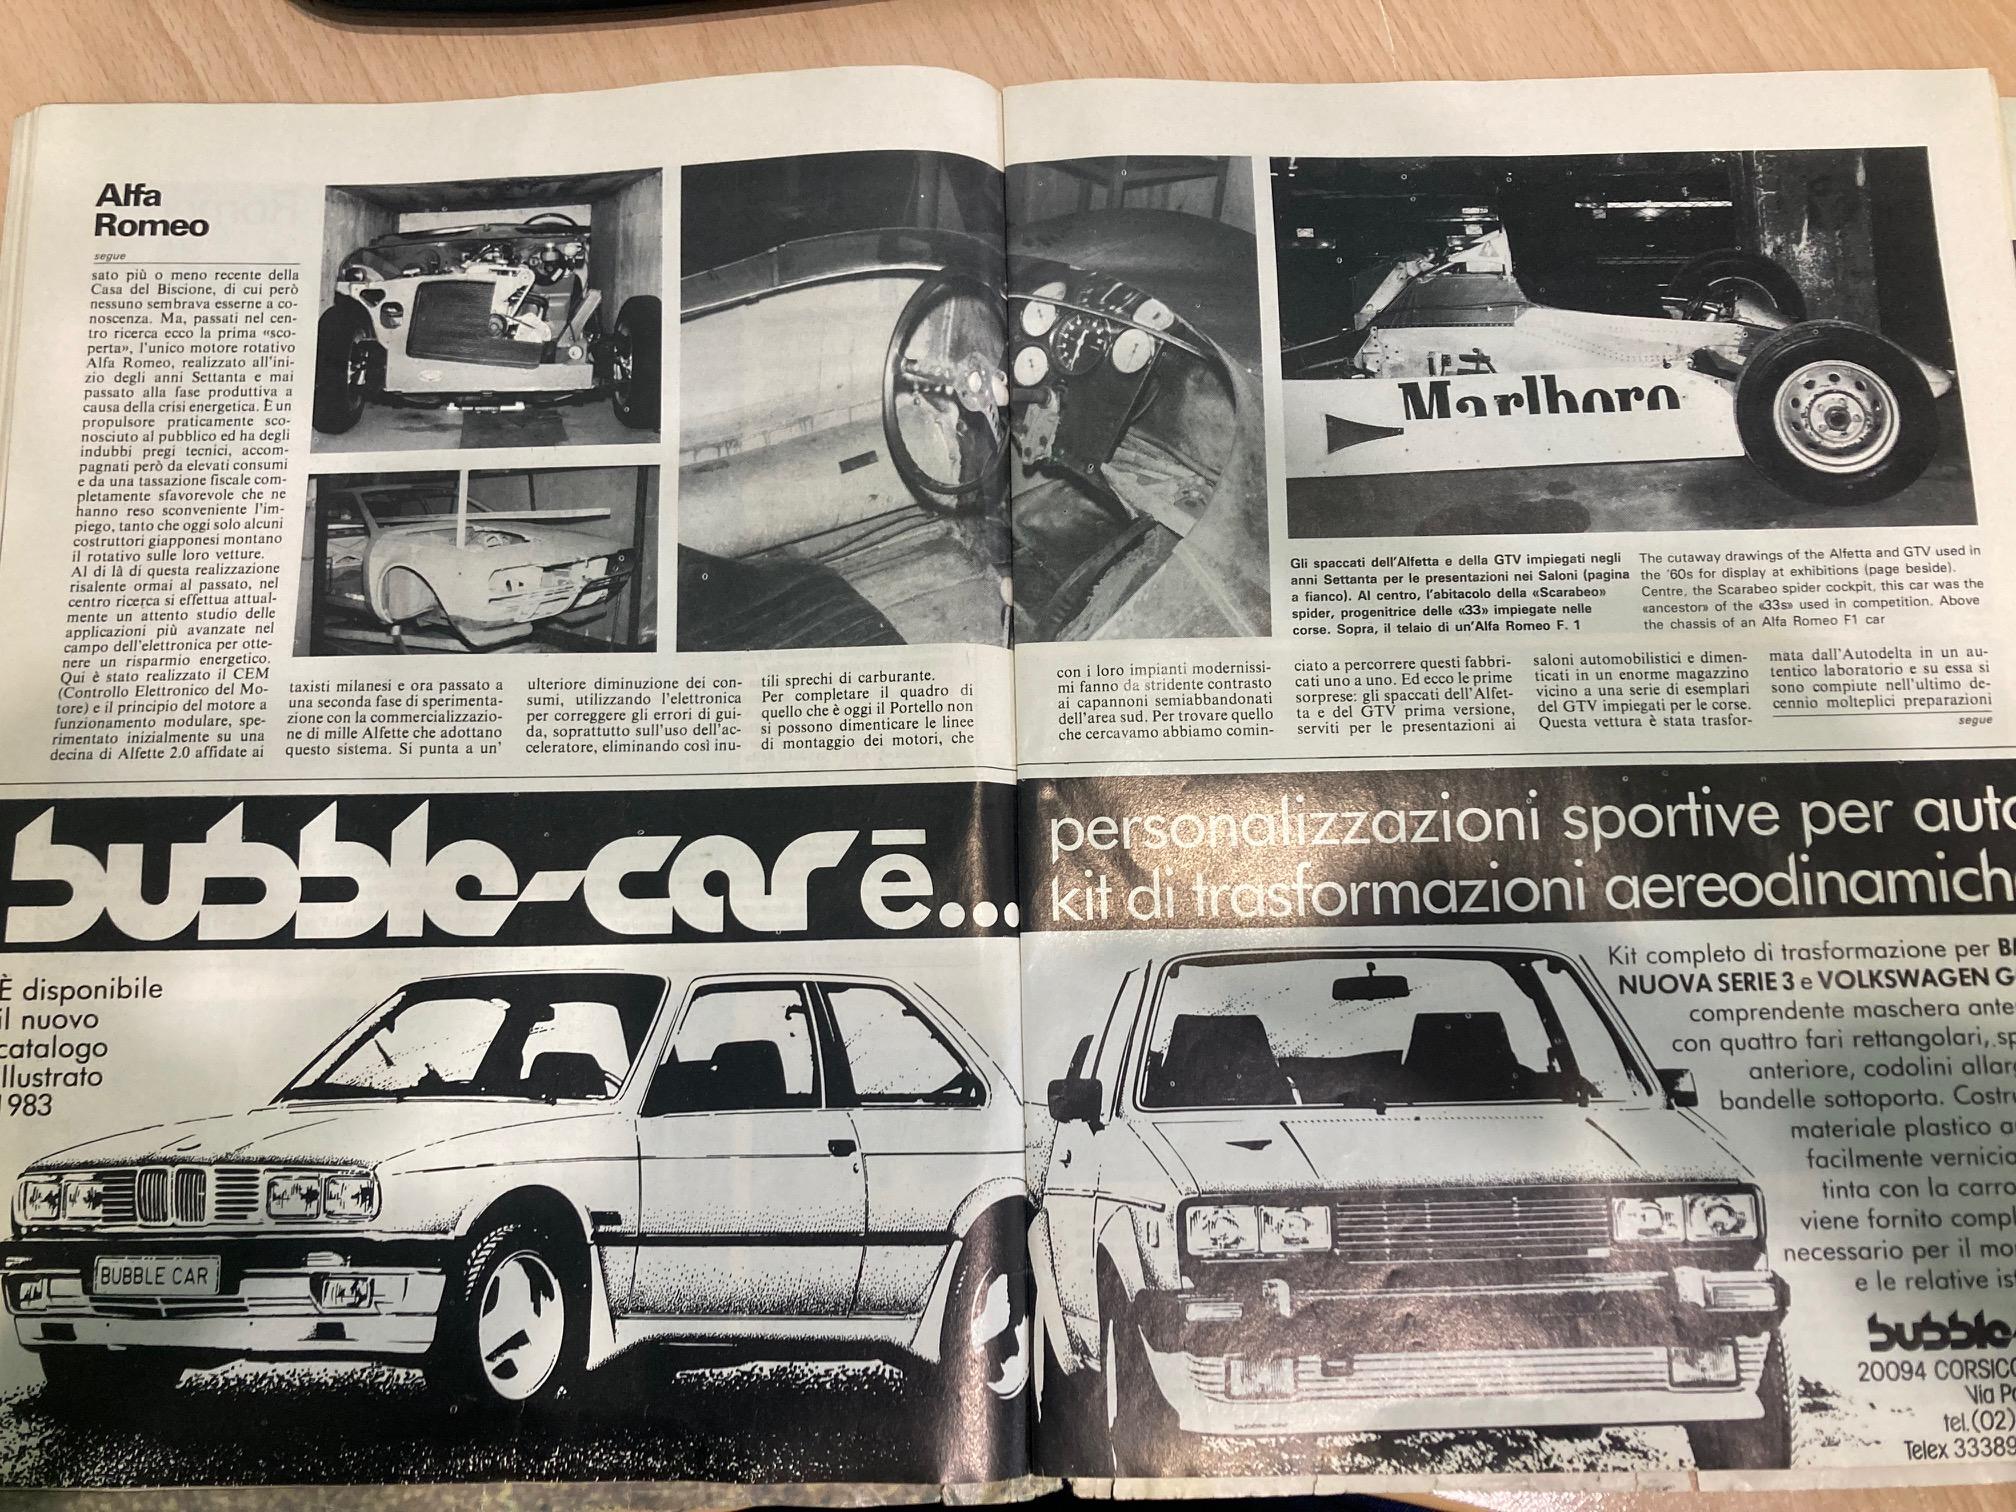 Alfa
Romeo
segue
sato più o meno recente della
Casa del Biscione, di cui però
nessuno sembrava esserne a co-
noscenza. Ma, passati nel cen-
tro ricerca ecco la prima «sco-
perta», l'unico motore rotativo
Alfa Romeo, realizzato all'ini-
zio degli anni Settanta e mai
passato alla fase produttiva a
causa della crisi energetica. È un
propulsore praticamente sco-
nosciuto al pubblico ed ha degli
indubbi pregi tecnici, accom-
pagnati però da elevati consumi
e da una tassazione fiscale com-
pletamente sfavorevole che ne
hanno reso sconveniente l'im-
piego, tanto che oggi solo alcuni
costruttori giapponesi montano
il rotativo sulle loro vetture.
Al di là di questa realizzazione
risalente ormai al passato, nel
centro ricerca si effettua attual-
mente un attento studio delle
applicazioni più avanzate nel
campo dell'elettronica per otte-
nere un risparmio energetico.
Qui è stato realizzato il CEM
(Controllo Elettronico del Mo-
tore) e il principio del motore a
funzionamento modulare, spe-
rimentato inizialmente su una
decina di Alfette 2.0 affidate ai
taxisti milanesi e ora passato a
una seconda fase di sperimenta-
zione con la commercializzazio-
ne di mille Alfette che adottano
questo sistema. Si punta a un'
ulteriore diminuzione dei con-
sumi, utilizzando l'elettronica
per correggere gli errori di gui-
da, soprattutto sull'uso dell'ac-
celeratore, eliminando così inu-
tili sprechi di carburante.
Per completare il quadro di
quello che è oggi il Portello non
si possono dimenticare le linee
di montaggio dei motori, che
Marlboro
Gli spaccati dell'Alfetta e della GTV impiegati negli
anni Settanta per le presentazioni nei Saloni (pagina
a fianco). Al centro, l'abitacolo della «Scarabeo»
spider, progenitrice delle «33» impiegate nelle
corse. Sopra, il telaio di un'Alfa Romeo F. 1
The cutaway drawings of the Alfetta and GTV used in
the '60s for display at exhibitions (page beside).
Centre, the Scarabeo spider cockpit, this car was the
«ancestor» of the «33s» used in competition. Above
the chassis of an Alfa Romeo F1 car
con i loro impianti modernissi-
mi fanno da stridente contrasto
ai capannoni semiabbandonati
dell'area sud. Per trovare quello
che cercavamo abbiamo comin-
ciato a percorrere questi fabbri-
cati uno a uno. Ed ecco le prime
sorprese: gli spaccati dell'Alfet-
ta e del GTV prima versione,
serviti per le presentazioni ai
saloni automobilistici e dimen-
ticati in un enorme magazzino
vicino a una serie di esemplari
del GTV impiegati per le corse.
Questa vettura è stata trasfor-
mata dall'Autodelta in un au-
tentico laboratorio e su essa si
sono compiute nell'ultimo de-
cennio molteplici preparazioni
segue
bubble-car è...
personalizzazioni sportive per auto
kit di trasformazioni aereodinamich
È disponibile
il nuovo
catalogo
illustrato
1983
BUBBLE CAR
Kit completo di trasformazione per
NUOVA SERIE 3 e VOLKSWAGEN G
comprendente maschera ante
con quattro fari rettangolari, sp
anteriore, codolini allar
bandelle sottoporta. Costru
materiale plastico
facilmente vernicia
tinta con la carro
viene fornito compl
necessario per il mo
e le relative ist
bubble-
20094 CORSICO
Via
tel. (02)
Telex 33389